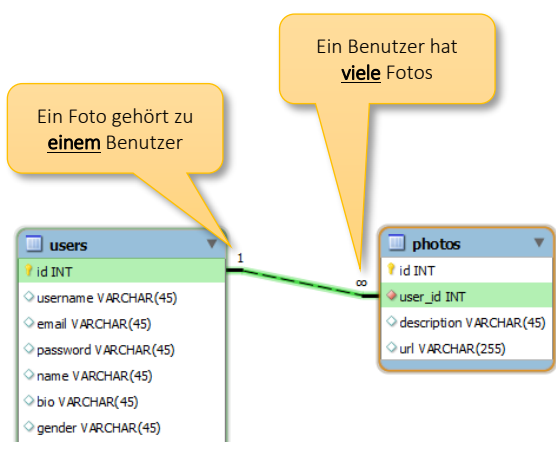 Ein Benutzer hat
viele Fotos
Ein Foto gehört zu
einem Benutzer
users
id INT
username VARCHAR(45)
email VARCHAR(45)
password VARCHAR(45)
name VARCHAR(45)
bio VARCHAR(45)
gender VARCHAR(45)
1
∞
photos
id INT
user_id INT
description VARCHAR(45)
url VARCHAR(255)